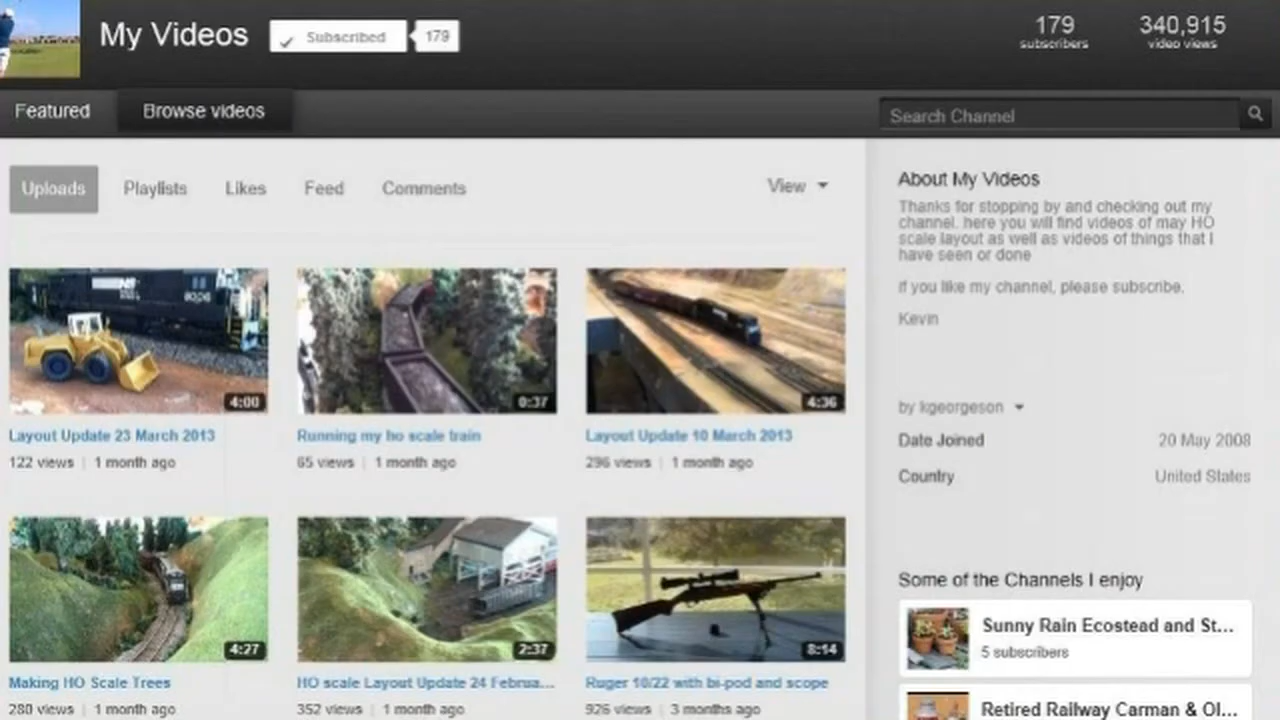 My Videos
Subscribed
179
179
subscribers
340,915
video views
Featured
Browse videos
Search Channel
Uploads
Playlists
Likes
Feed
Comments
View
4:00
Layout Update 23 March 2013
122 views | 1 month ago
0:37
Running my ho scale train
65 views | 1 month ago
4:36
Layout Update 10 March 2013
296 views | 1 month ago
4:27
Making HO Scale Trees
280 views | 1 month ago
2:37
HO scale Layout Update 24 Februa...
352 views | 1 month ago
8:14
Ruger 10/22 with bi-pod and scope
926 views | 3 months ago
About My Videos
Thanks for stopping by and checking out my
channel. here you will find videos of may HO
scale layout as well as videos of things that I
have seen or done
if you like my channel, please subscribe.
Kevin
by kgeorgeson
Date Joined
20 May 2008
Country
United States
Some of the Channels I enjoy
Sunny Rain Ecostead and St...
5 subscribers
Retired Railway Carman & Ol...